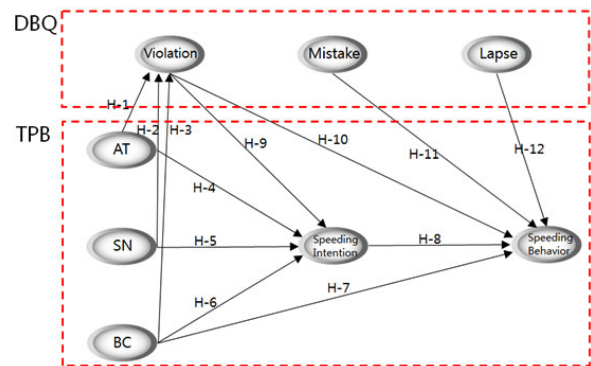 DBQ
Violation
Mistake
Lapse
H-1
H-2
H-3
H-9
H-10
H-11
H-12
TPB
AT
H-4
SN
H-5
Speeding
Intention
H-8
Speeding
Behavior
H-6
H-7
BC